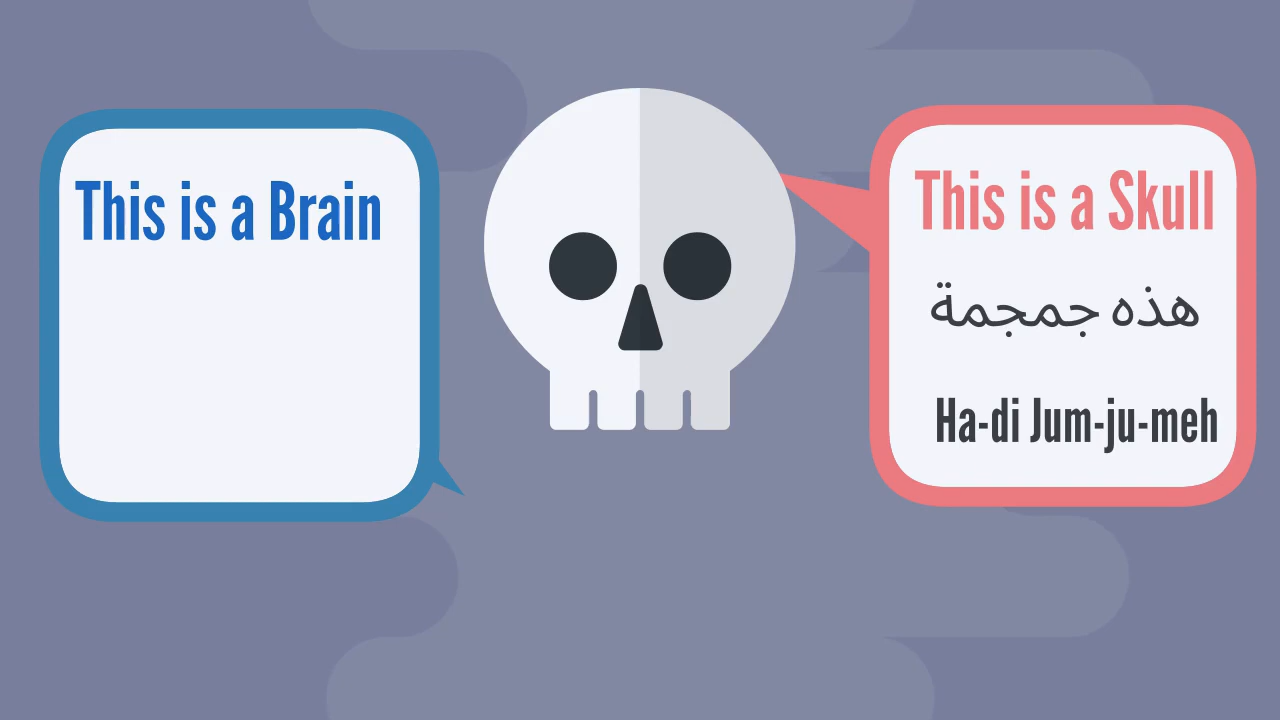 This is a Brain
This is a Skull
هذه جمجمة
Ha-di Jum-ju-meh